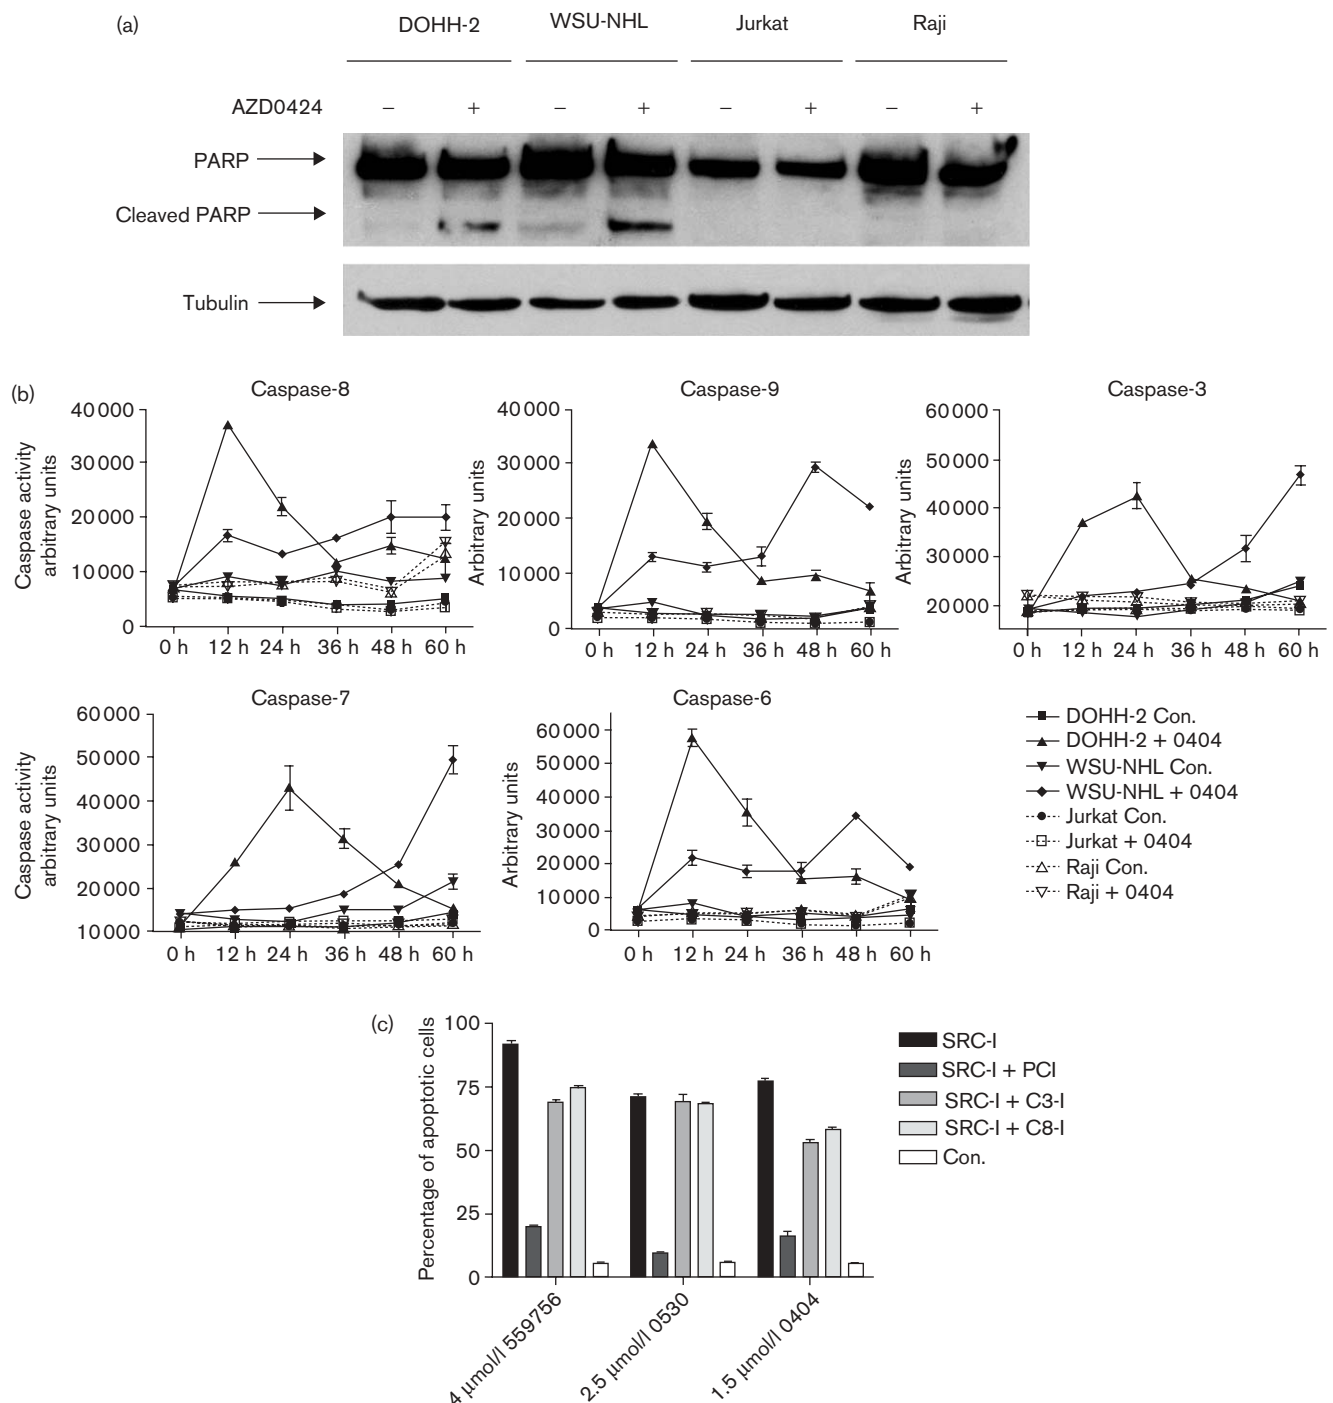 (a)
DOHH-2 WSU-NHL Jurkat Raji
AZD0424 − + − + − + − +
PARP
Cleaved PARP
Tubulin
(b)
Caspase-8
Caspase activity
arbitrary units
40 000
30 000
20 000
10 000
0
0 h 12 h 24 h 36 h 48 h 60 h
Caspase-9
Arbitrary units
40 000
30 000
20 000
10 000
0
0 h 12 h 24 h 36 h 48 h 60 h
Caspase-3
Arbitrary units
60 000
50 000
40 000
30 000
20 000
0 h 12 h 24 h 36 h 48 h 60 h
Caspase-7
Caspase activity
arbitrary units
60 000
50 000
40 000
30 000
20 000
10 000
0 h 12 h 24 h 36 h 48 h 60 h
Caspase-6
Arbitrary units
60 000
50 000
40 000
30 000
20 000
10 000
0
0 h 12 h 24 h 36 h 48 h 60 h
DOHH-2 Con.
DOHH-2 + 0404
WSU-NHL Con.
WSU-NHL + 0404
Jurkat Con.
Jurkat + 0404
Raji Con.
Raji + 0404
(c)
Percentage of apoptotic cells
100
75
50
25
0
4 μmol/l 559756
2.5 μmol/l 0530
1.5 μmol/l 0404
SRC-I
SRC-I + PCI
SRC-I + C3-I
SRC-I + C8-I
Con.